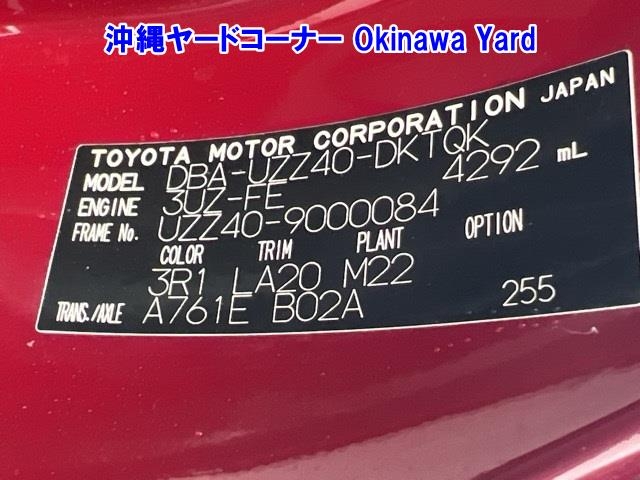 沖縄ヤードコーナー Okinawa Yard
TOYOTA MOTOR CORPORATION JAPAN
MODEL DBA-UZZ40-DKTQK
ENGINE 3UZ-FE 4292 mL
FRAME No. UZZ40-9000084
COLOR TRIM PLANT OPTION
3R1 LA20 M22
TRANS./AXLE A761E B02A 255